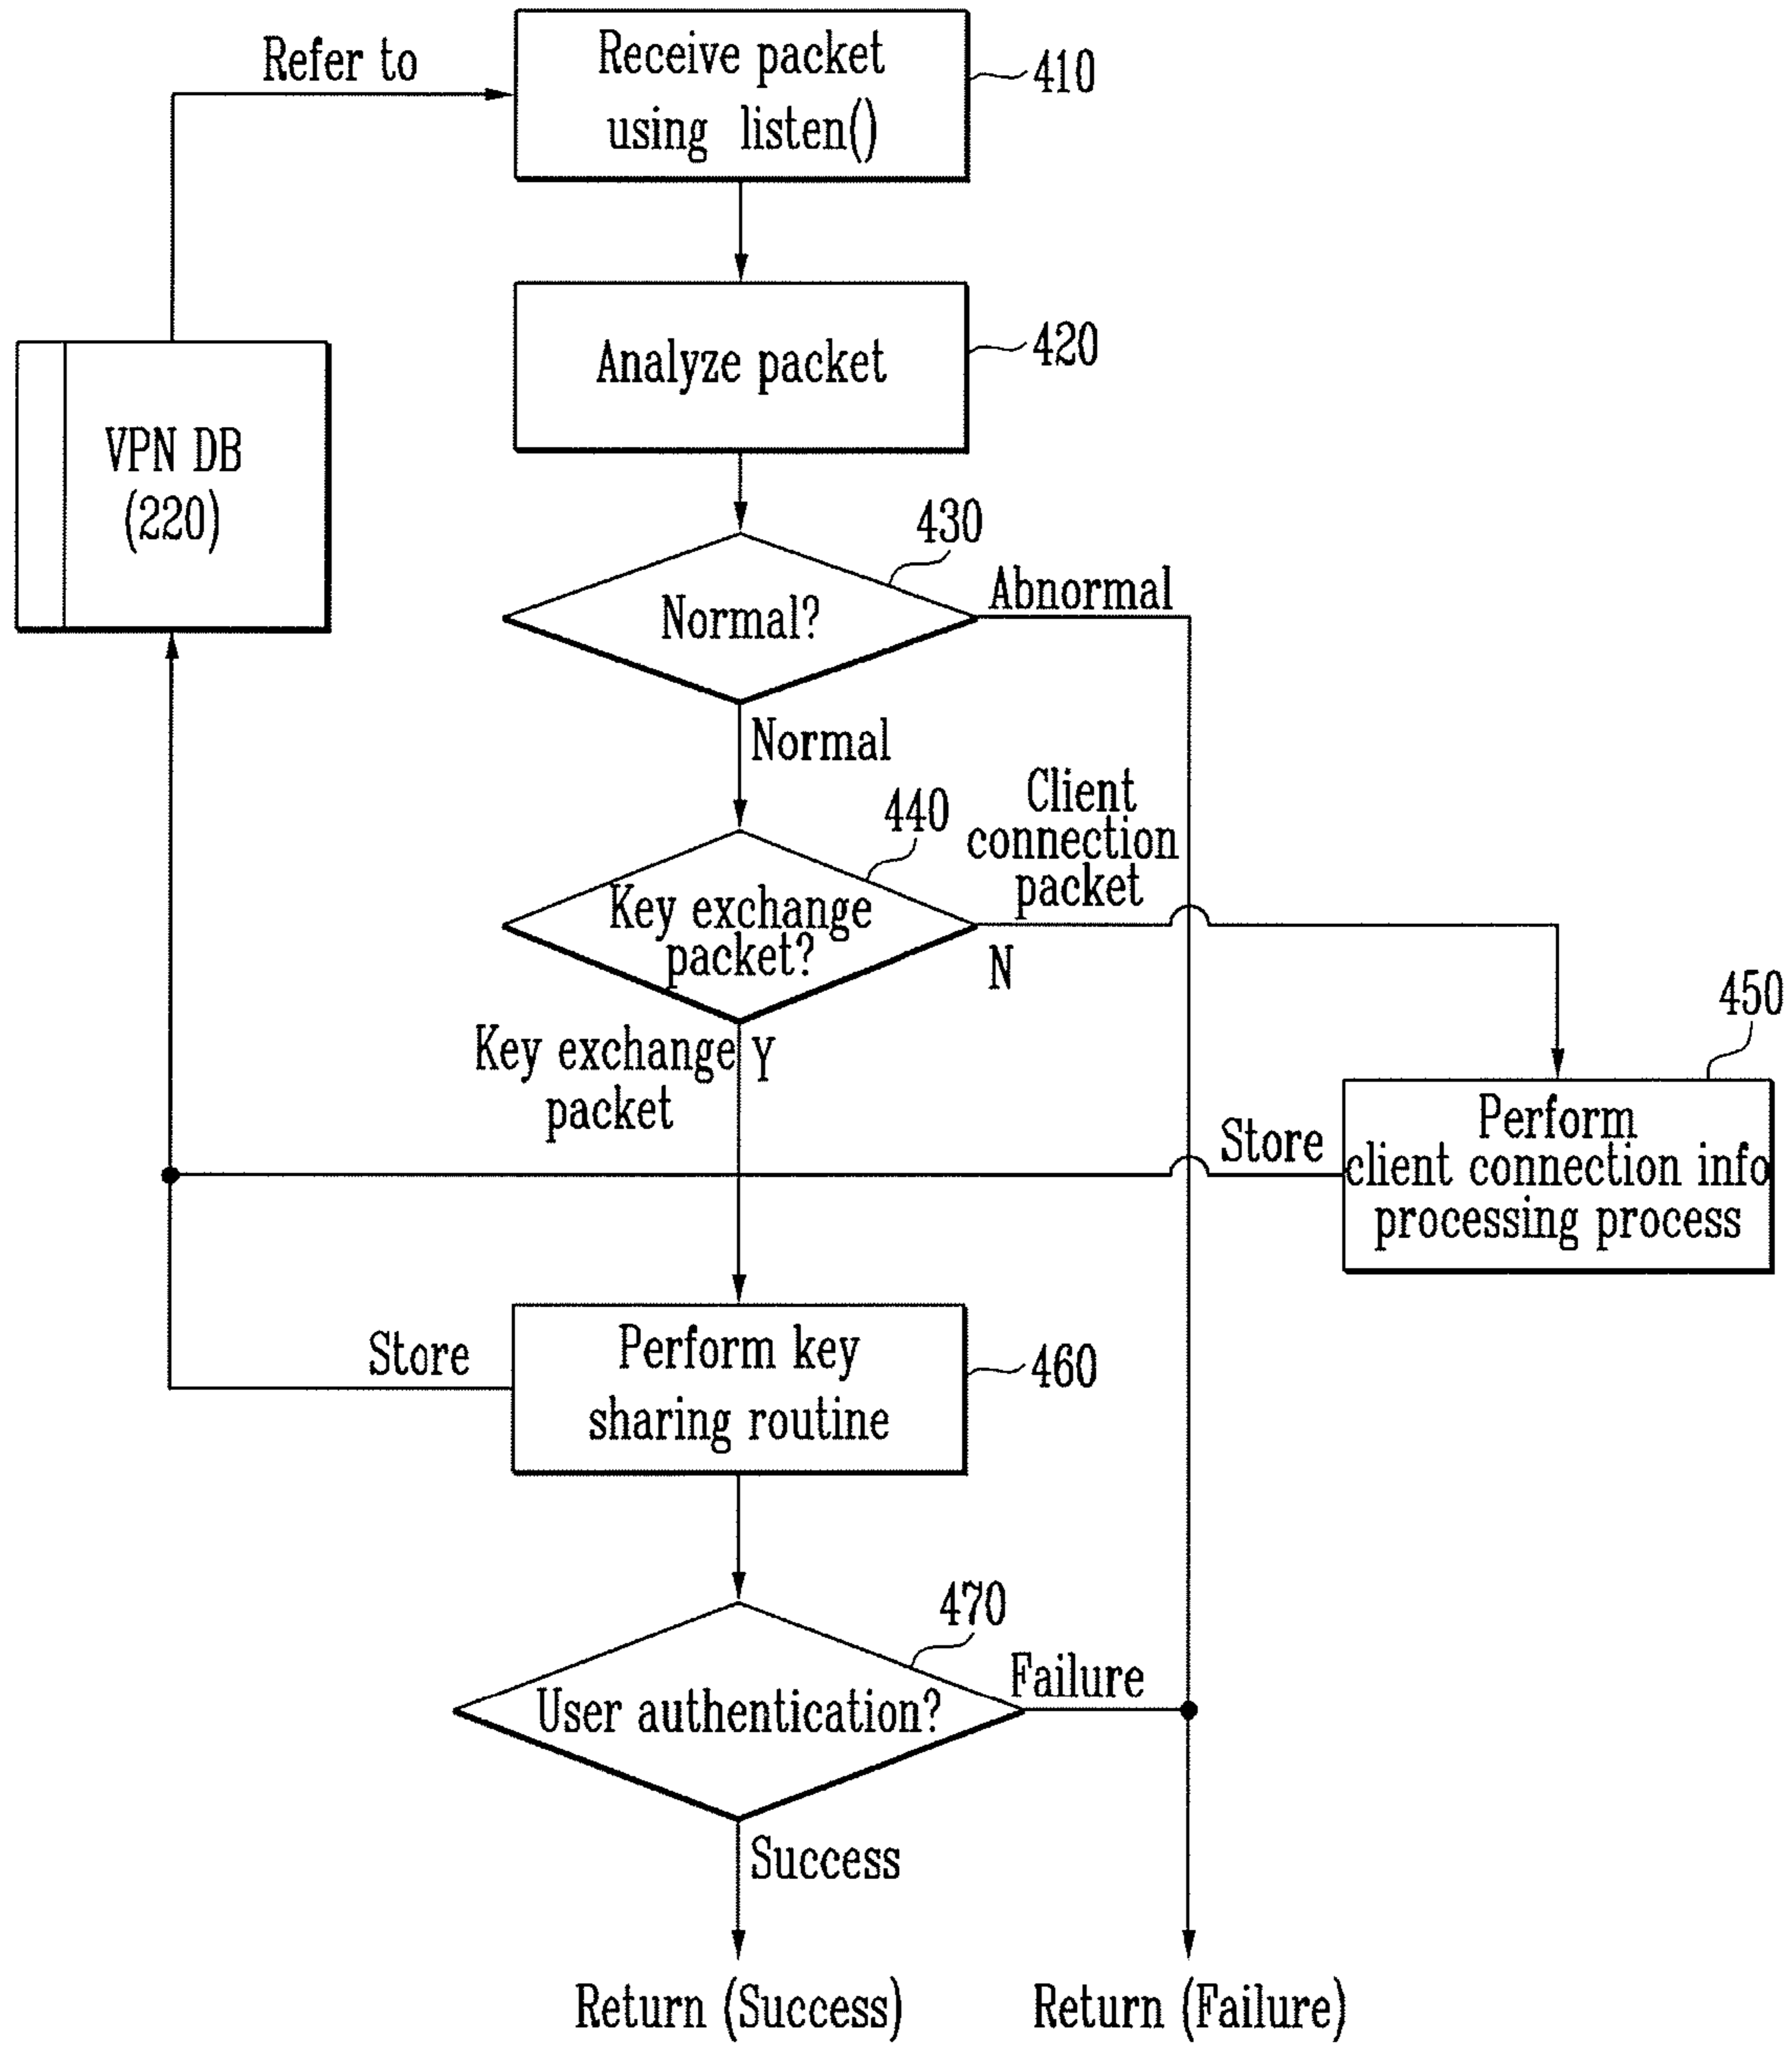 Refer to
Receive packet
using listen()
410
Analyze packet
420
VPN DB
(220)
430
Normal?
Abnormal
Normal
440
Client
connection
packet
Key exchange
packet?
N
450
Key exchange
packet
Y
Store
Perform
client connection info
processing process
Store
Perform key
sharing routine
460
470
User authentication?
Failure
Success
Return (Success)
Return (Failure)